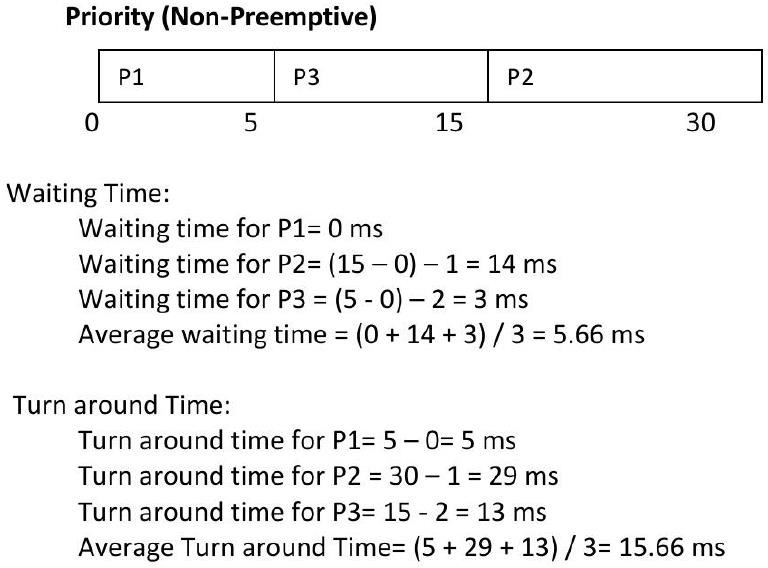 Priority (Non-Preemptive)
P1 P3 P2
0 5 15 30
Waiting Time:
Waiting time for P1= 0 ms
Waiting time for P2= (15 – 0) – 1 = 14 ms
Waiting time for P3 = (5 - 0) – 2 = 3 ms
Average waiting time = (0 + 14 + 3) / 3 = 5.66 ms
Turn around Time:
Turn around time for P1= 5 – 0= 5 ms
Turn around time for P2 = 30 – 1 = 29 ms
Turn around time for P3= 15 - 2 = 13 ms
Average Turn around Time= (5 + 29 + 13) / 3= 15.66 ms